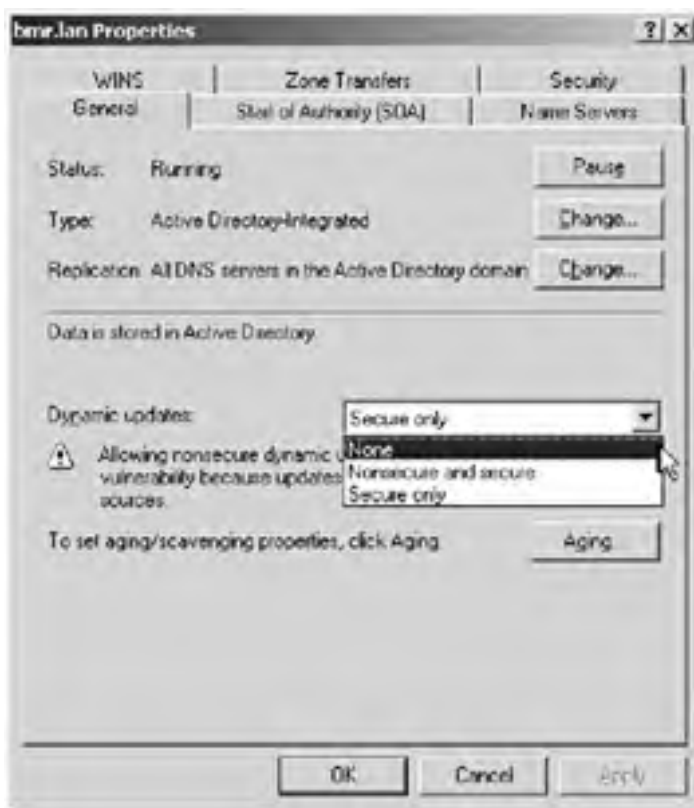 bmr.lan Properties
WINS Zone Transfers Security
General Start of Authority (SOA) Name Servers
Status: Running Pause
Type: Active Directory-Integrated Change...
Replication: All DNS servers in the Active Directory domain Change...
Data is stored in Active Directory.
Dynamic updates: Secure only
None
Nonsecure and secure
Secure only
Allowing nonsecure dynamic u
vulnerability because updates
sources.
To set aging/scavenging properties, click Aging. Aging...
OK Cancel Apply